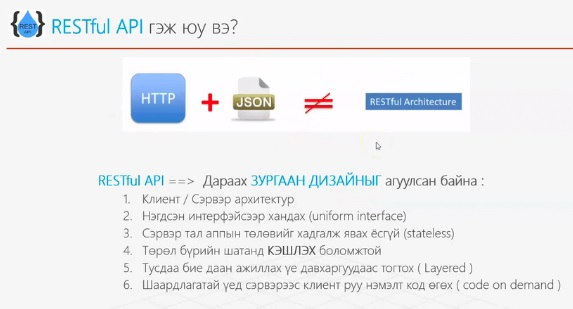 {REST API} RESTful API гэж юу вэ?
HTTP + JSON ≠ RESTful Architecture
RESTful API ==> Дараах ЗУРГААН ДИЗАЙНЫГ агуулсан байна :
1. Клиент / Сэрвэр архитектур
2. Нэгдсэн интерфэйсээр хандах (uniform interface)
3. Сэрвэр тал аппын төлөвийг хадгалж явах ёсгүй (stateless)
4. Төрөл бүрийн шатанд КЭШЛЭХ боломжтой
5. Тусдаа бие даан ажиллах үе давхаргуудаас тогтох ( Layered )
6. Шаардлагатай үед сэрвэрээс клиент руу нэмэлт код өгөх ( code on demand )